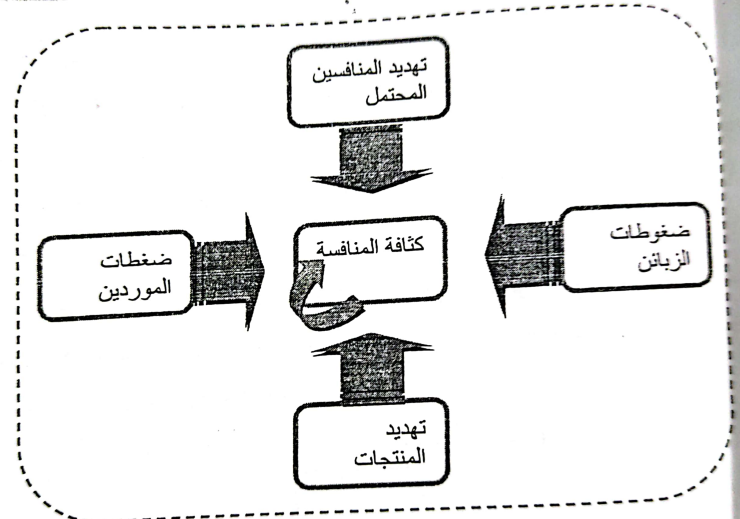 تهديد المنافسين
المحتمل
ضغوطات
الزبائن
كثافة المنافسة
ضغطات
الموردين
تهديد
المنتجات